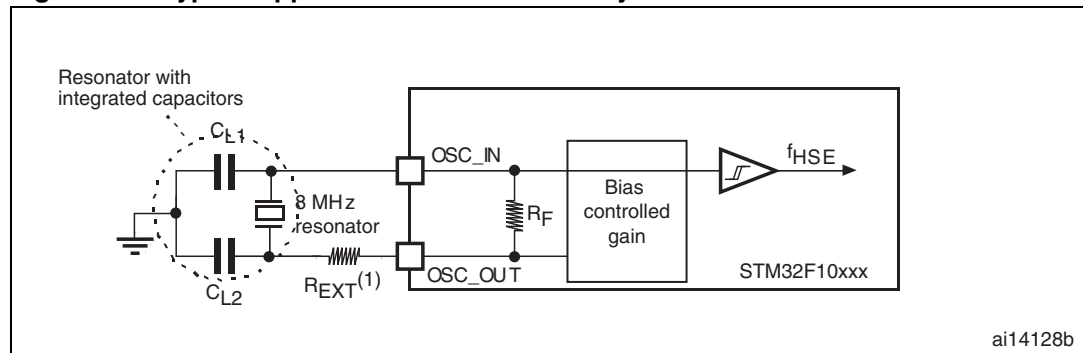 Resonator with
integrated capacitors
CL1
OSC_IN
fHSE
8 MHz
resonator
RF
Bias
controlled
gain
OSC_OUT
STM32F10xxx
REXT(1)
CL2
ai14128b